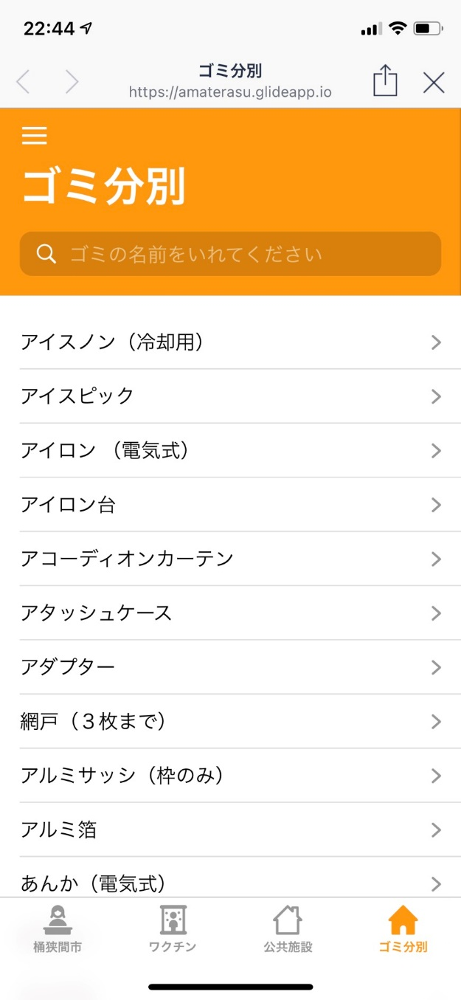 22:44
ゴミ分別
https://amaterasu.glideapp.io
ゴミ分別
ゴミの名前をいれてください
アイスノン（冷却用）
アイスピック
アイロン （電気式）
アイロン台
アコーディオンカーテン
アタッシュケース
アダプター
網戸（３枚まで）
アルミサッシ（枠のみ）
アルミ箔
あんか（電気式）
桶狭間市
ワクチン
公共施設
ゴミ分別